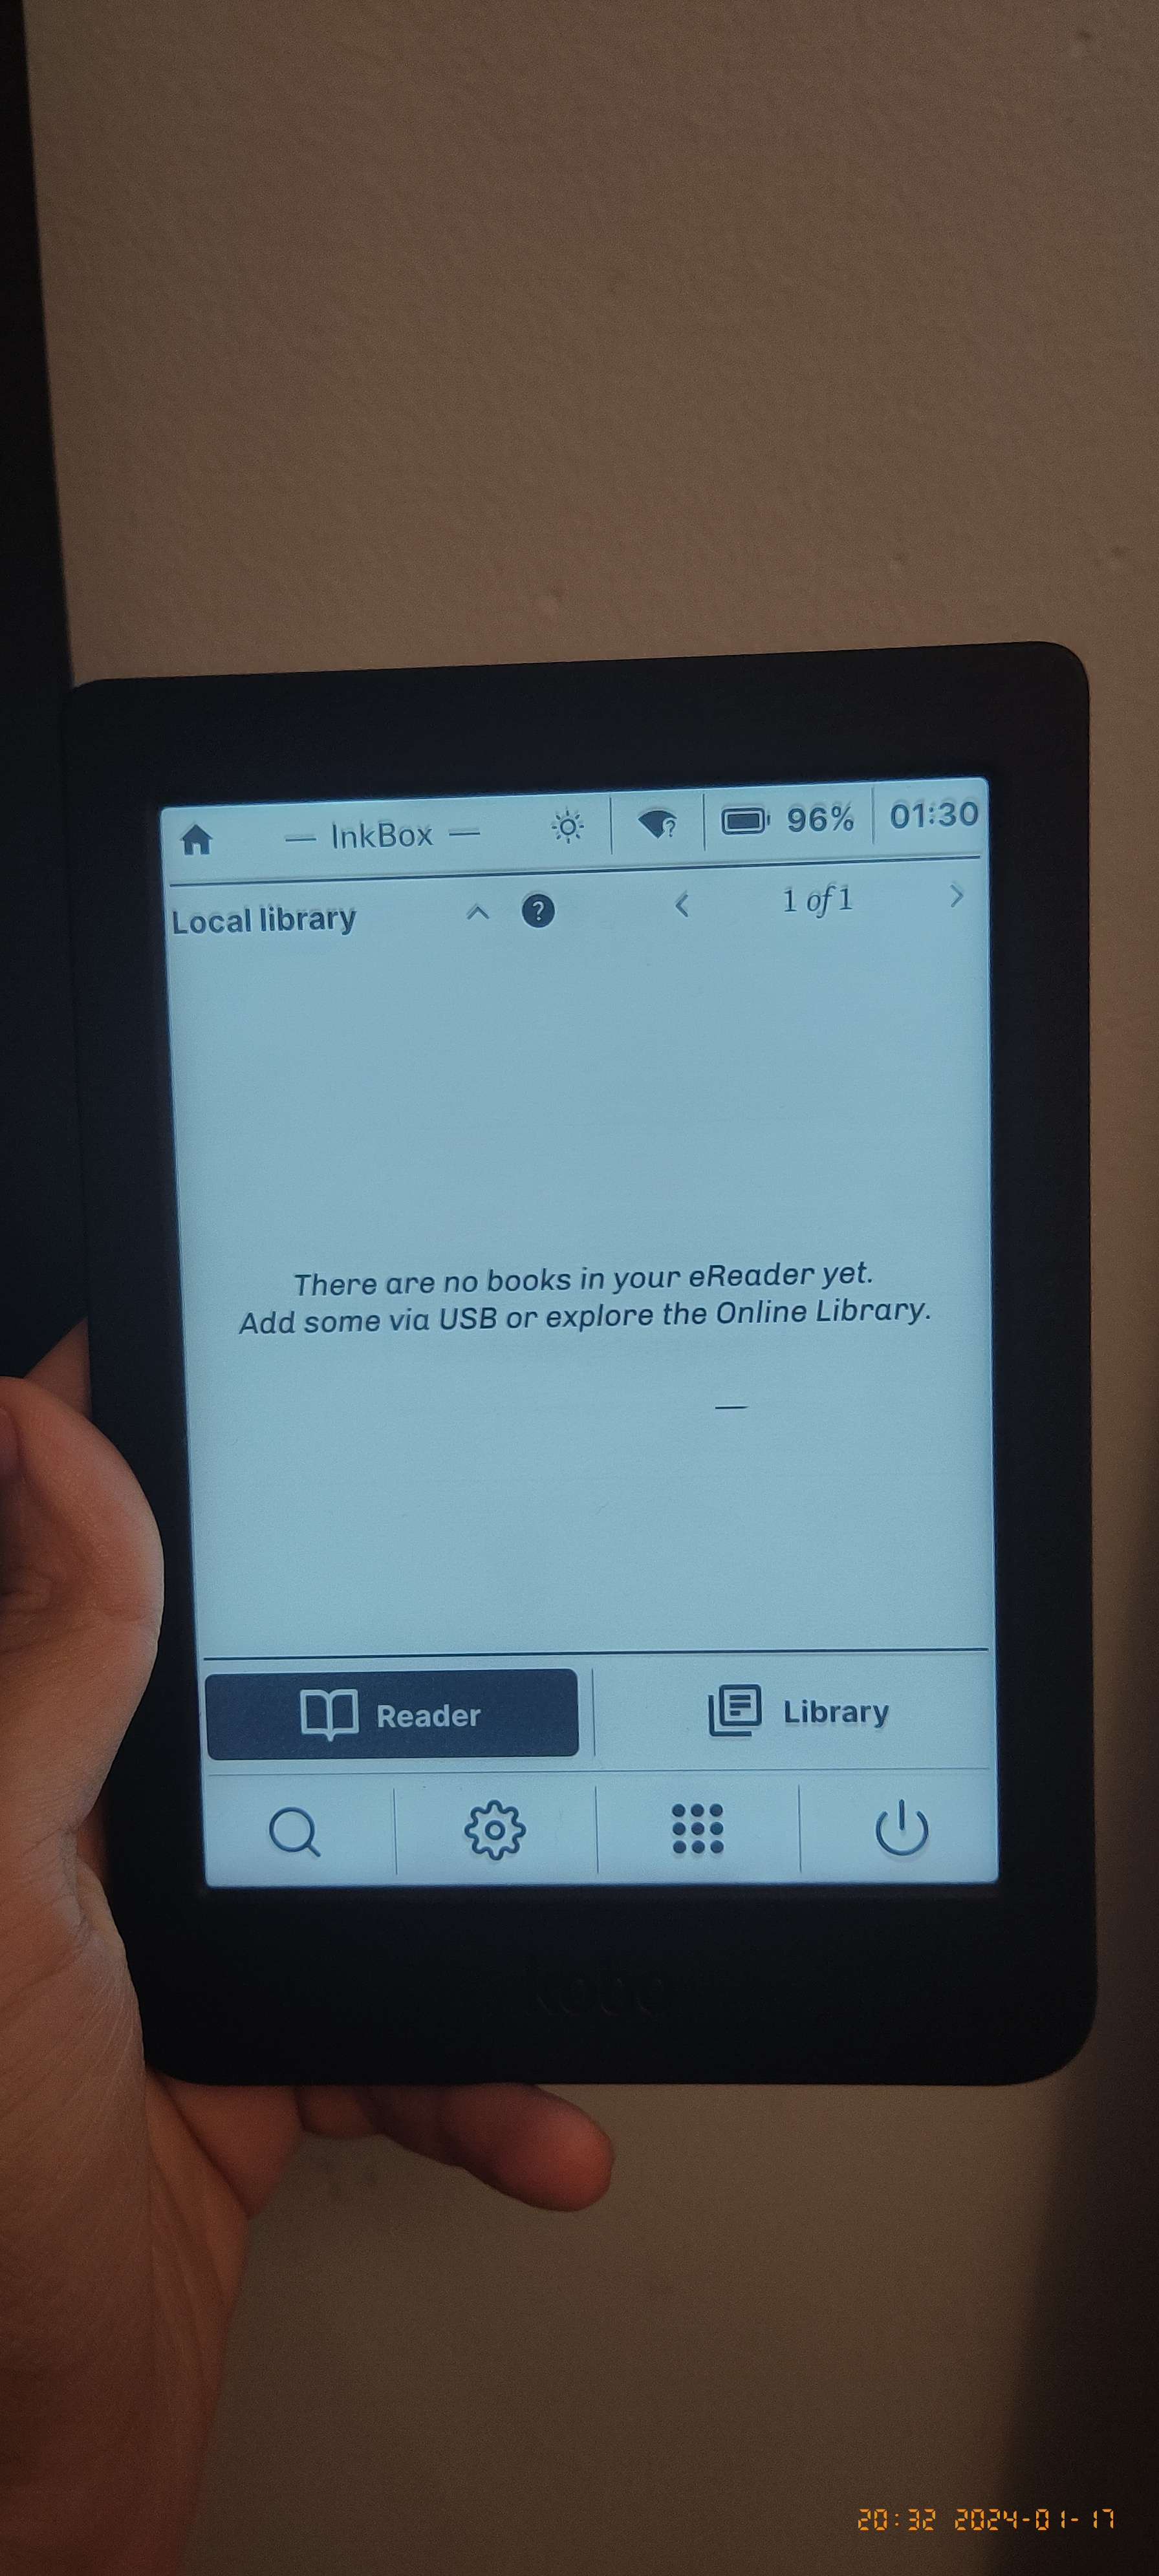 — InkBox — 96% 01:30
Local library ? 1 of 1
There are no books in your eReader yet.
Add some via USB or explore the Online Library.
Reader Library
kobo
20:32 2024-01-17